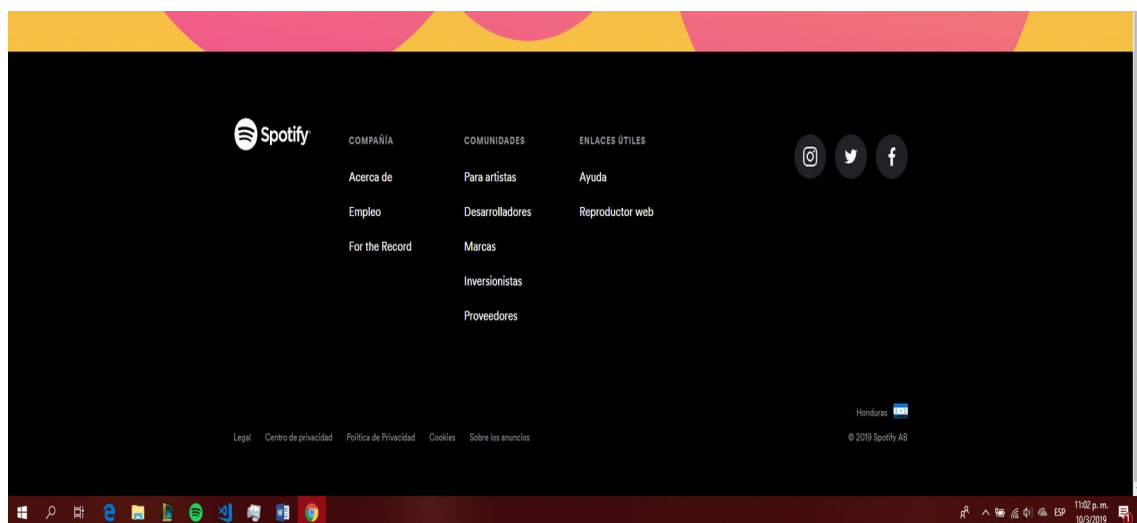 Spotify
COMPAÑÍA
Acerca de
Empleo
For the Record
COMUNIDADES
Para artistas
Desarrolladores
Marcas
Inversionistas
Proveedores
ENLACES ÚTILES
Ayuda
Reproductor web
Honduras
Legal Centro de privacidad Política de Privacidad Cookies Sobre los anuncios © 2019 Spotify AB
ESP
11:02 p. m.
10/3/2019